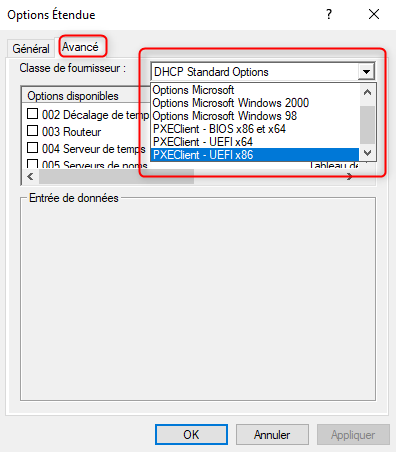 Options Étendue
Général
Avancé
Classe de fournisseur :
DHCP Standard Options
Options Microsoft
Options Microsoft Windows 2000
Options Microsoft Windows 98
PXEClient - BIOS x86 et x64
PXEClient - UEFI x64
PXEClient - UEFI x86
Options disponibles
002 Décalage de temp
003 Routeur
004 Serveur de temps
005 Serveurs de noms
Tableau de
Entrée de données
OK
Annuler
Appliquer